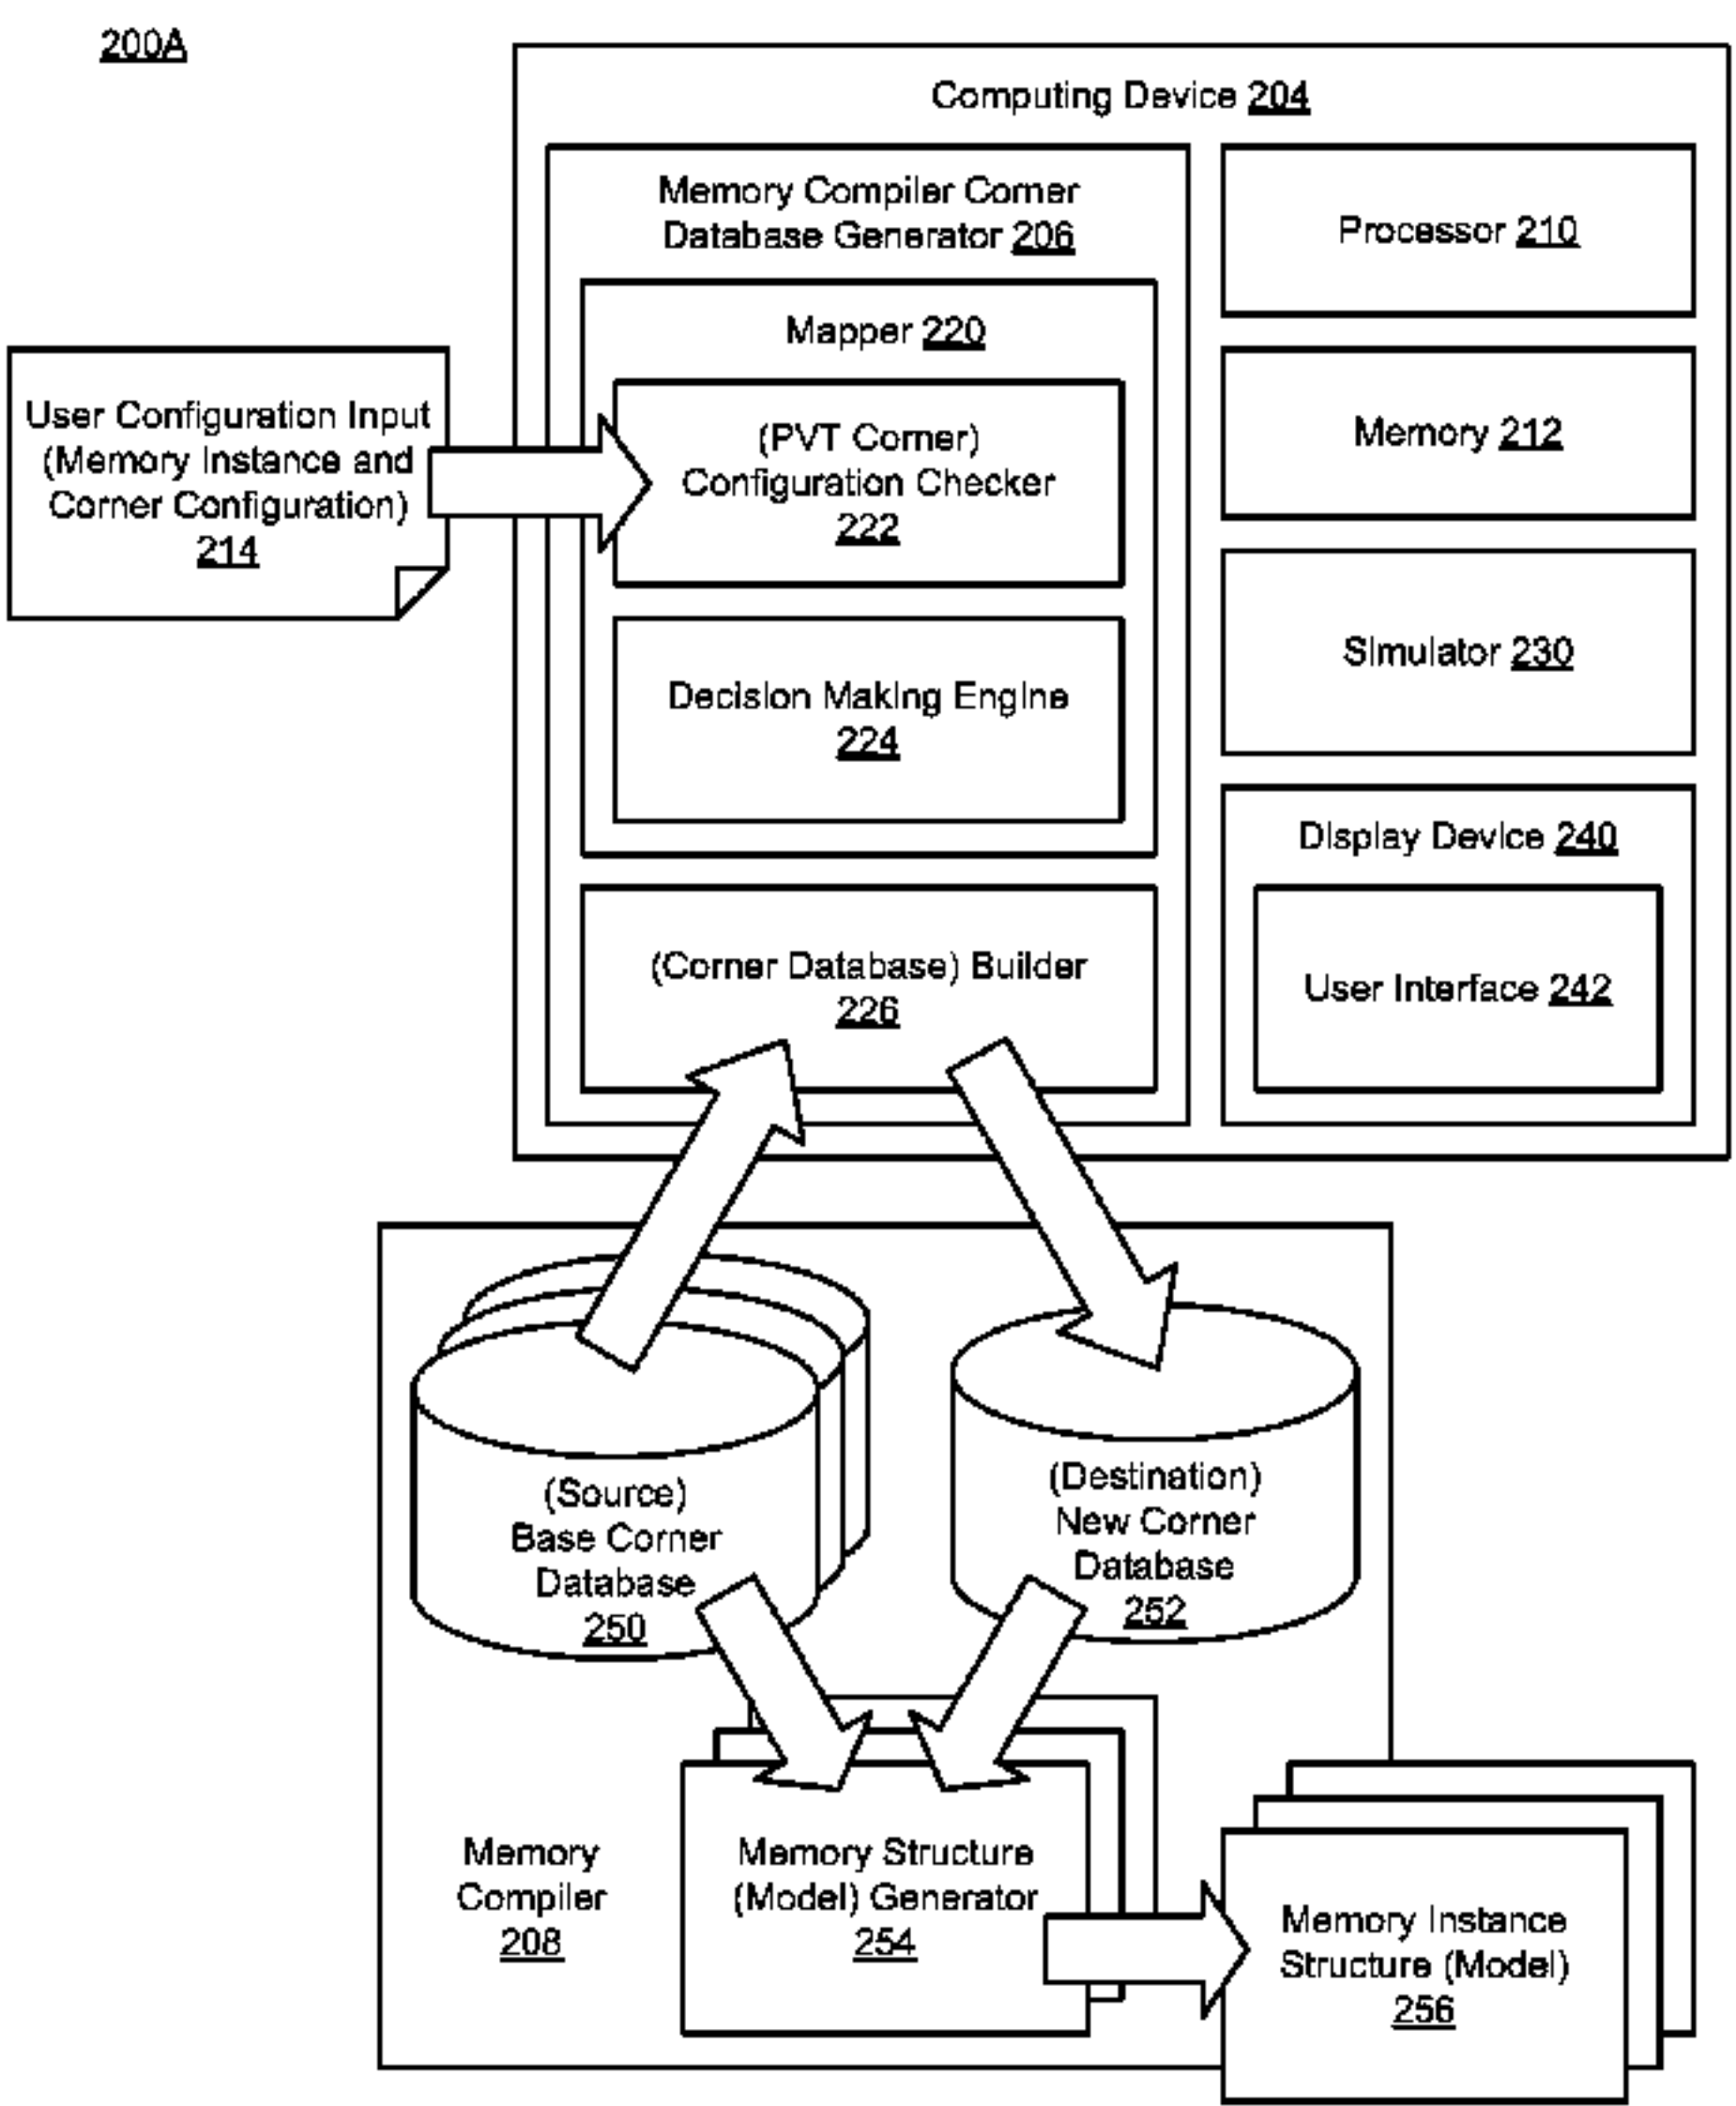 200A
Computing Device 204
Memory Compiler Corner
Database Generator 206
Mapper 220
(PVT Corner)
Configuration Checker
222
Decision Making Engine
224
(Corner Database) Builder
226
Processor 210
Memory 212
Simulator 230
Display Device 240
User Interface 242
User Configuration Input
(Memory Instance and
Corner Configuration)
214
(Source)
Base Corner
Database
250
(Destination)
New Corner
Database
252
Memory
Compiler
208
Memory Structure
(Model) Generator
254
Memory Instance
Structure (Model)
256